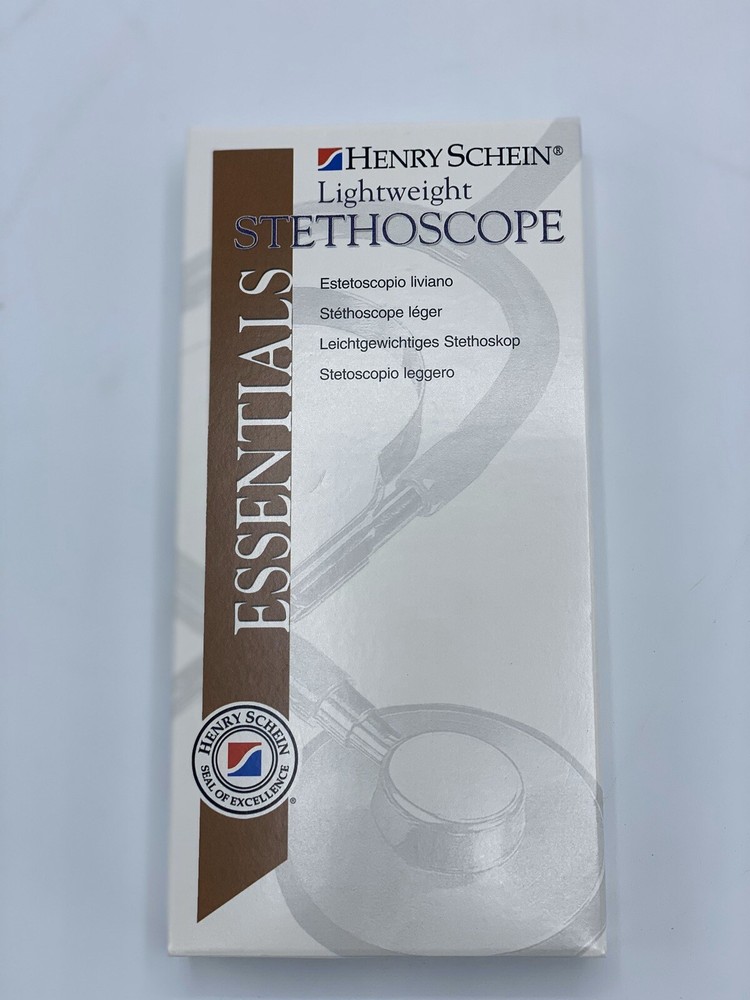 HENRY SCHEIN®
Lightweight
STETHOSCOPE
Estetoscopio liviano
Stéthoscope léger
Leichtgewichtiges Stethoskop
Stetoscopio leggero
ESSENTIALS
HENRY SCHEIN
SEAL OF EXCELLENCE
®